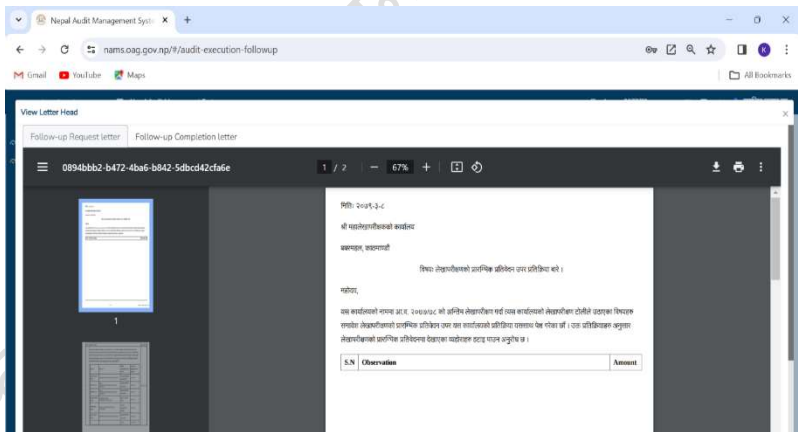 Nepal Audit Management Syste
nams.oag.gov.np/#/audit-execution-followup
Gmail YouTube Maps
All Bookmarks
View Letter Head
Follow-up Request letter Follow-up Completion letter
0894bbb2-b472-4ba6-b842-5dbcd42cfa6e
1 / 2 67%
मितिः २०७९-३-८
श्री महालेखापरीक्षकको कार्यालय
बबरमहल, काठमाण्डौ
विषयः लेखापरीक्षणको प्रारम्भिक प्रतिवेदन उपर प्रतिक्रिया बारे ।
महोदय,
यस कार्यालयको नाममा आ.व. २०७७/७८ को अन्तिम लेखापरीक्षण गर्दा त्यस कार्यालयको लेखापरीक्षण टोलीले उठाएका विषयहरु
समावेश लेखापरीक्षणको प्रारम्भिक प्रतिवेदन उपर यस कार्यालयको प्रतिक्रिया यससाथ पेश गरेका छौं । उक्त प्रतिक्रियाहरु अनुसार
लेखापरीक्षणको प्रारम्भिक प्रतिवेदनमा देखाएका व्यहोराहरु हटाइ पाउन अनुरोध छ ।
S.N Observation Amount
1